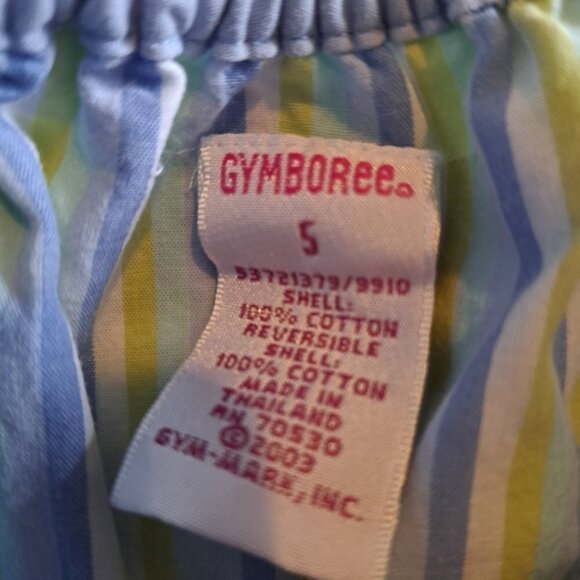 GYMBOREE
5
53721379/9910
SHELL:
100% COTTON
REVERSIBLE
SHELL:
100% COTTON
MADE IN
THAILAND
RN 70530
©2003
GYM-MARK, INC.